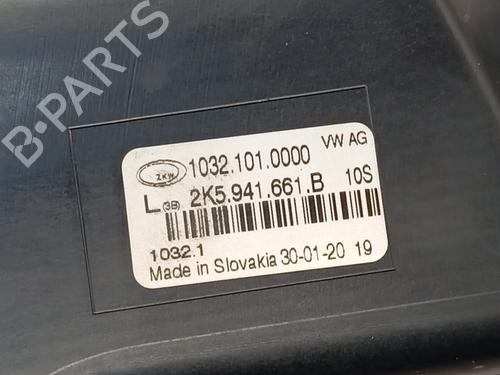 B-PARTS
ZKW 1032.101.0000 VW AG
L (3B) 2K5.941.661.B 10S
1032.1
Made in Slovakia 30-01-20 19